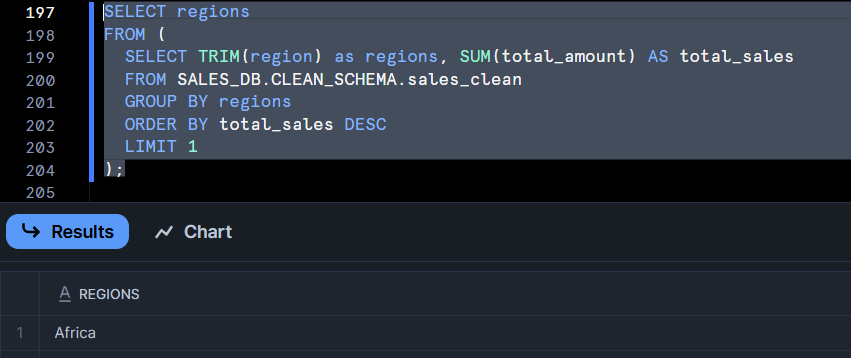 197 SELECT regions
198 FROM (
199   SELECT TRIM(region) as regions, SUM(total_amount) AS total_sales
200   FROM SALES_DB.CLEAN_SCHEMA.sales_clean
201   GROUP BY regions
202   ORDER BY total_sales DESC
203   LIMIT 1
204 );
205
Results Chart
A REGIONS
1 Africa